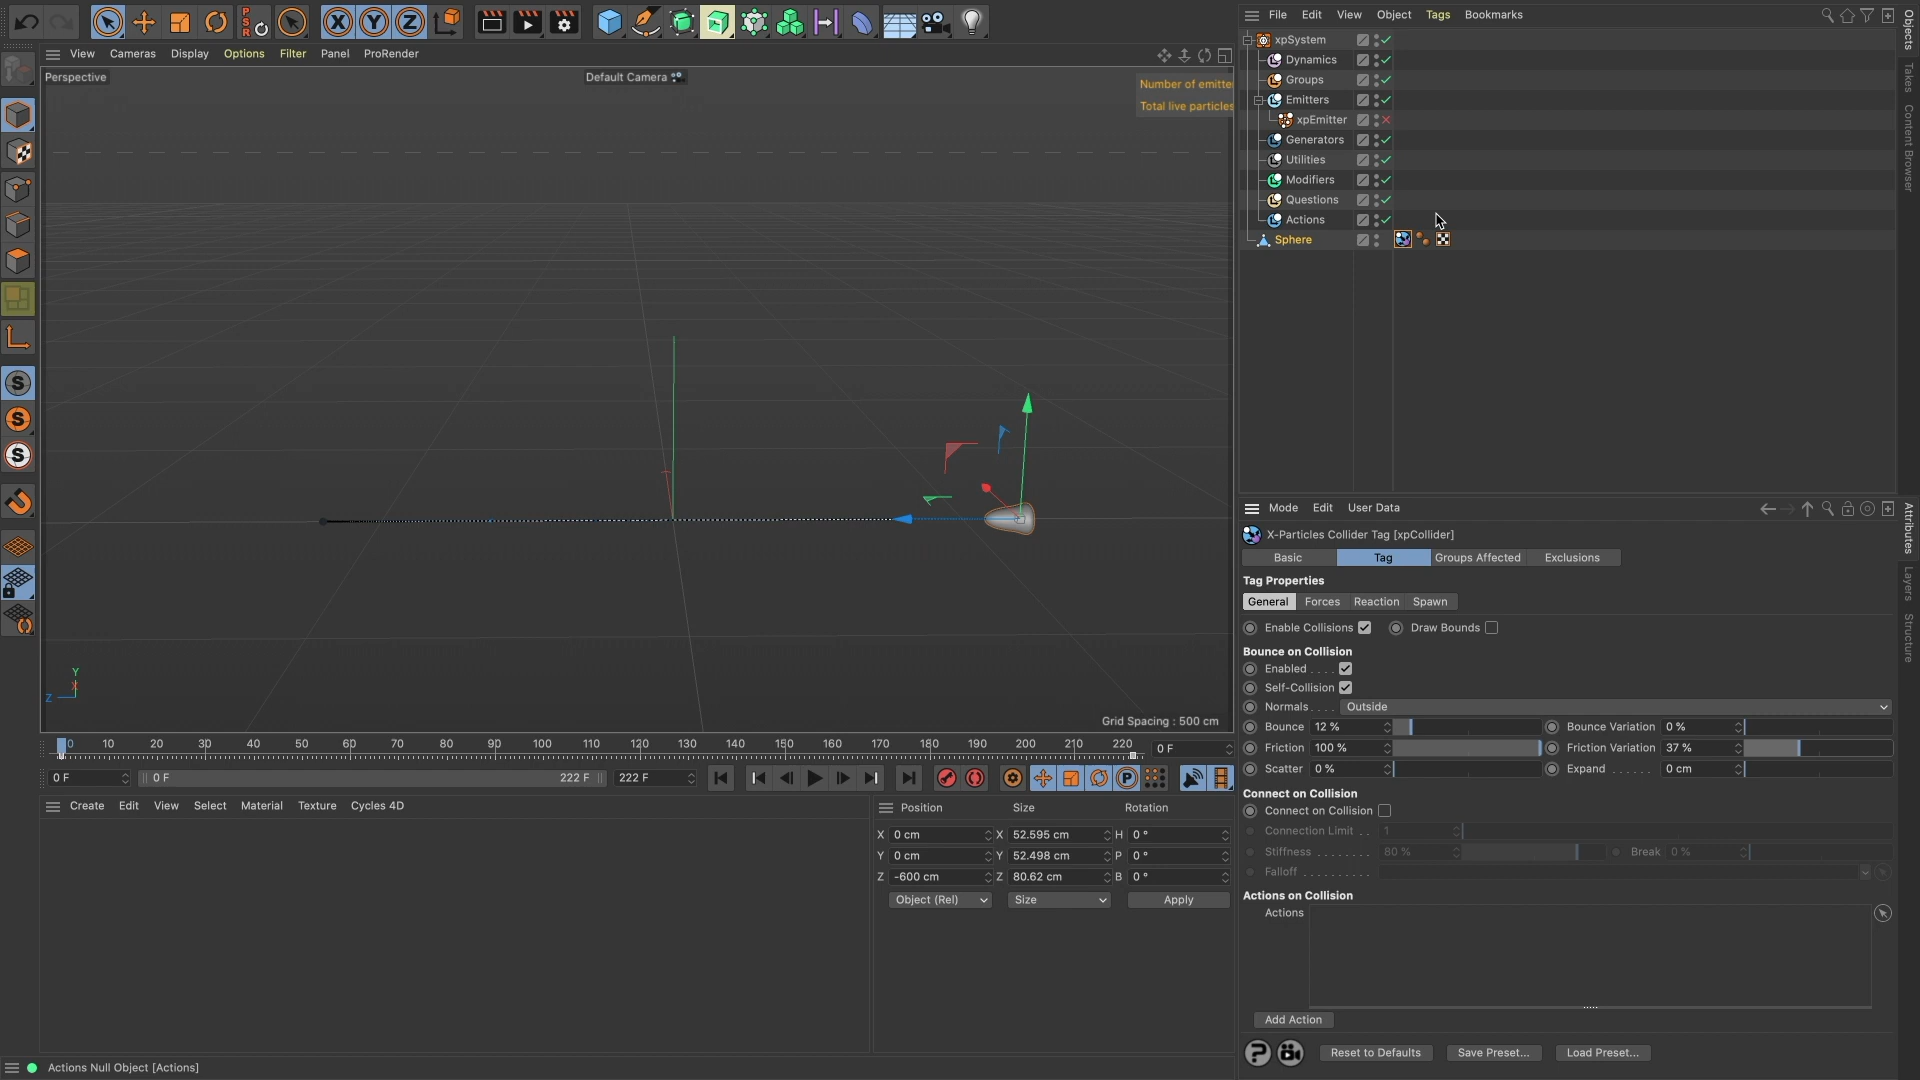 File Edit View Object Tags Bookmarks
View Cameras Display Options Filter Panel ProRender
Perspective
Default Camera
Number of emitte
Total live particles
xpSystem
Dynamics
Groups
Emitters
xpEmitter
Generators
Utilities
Modifiers
Questions
Actions
Sphere
Objects
Takes
Content Browser
Mode Edit User Data
X-Particles Collider Tag [xpCollider]
Basic Tag Groups Affected Exclusions
Tag Properties
General Forces Reaction Spawn
Enable Collisions Draw Bounds
Bounce on Collision
Enabled . . . .
Self-Collision
Normals. . . . Outside
Bounce 12 % Bounce Variation 0 %
Friction 100 % Friction Variation 37 %
Scatter 0 % Expand . . . . . . 0 cm
Connect on Collision
Connect on Collision
Connection Limit . . 1
Stiffness . . . . . . . . 80 % Break 0 %
Falloff . . . . . . . . . .
Actions on Collision
Actions
Add Action
Reset to Defaults Save Preset... Load Preset...
Attributes
Layers
Structure
Y
X
Z
Grid Spacing : 500 cm
0 10 20 30 40 50 60 70 80 90 100 110 120 130 140 150 160 170 180 190 200 210 220 0 F
0 F 0 F 222 F 222 F
Create Edit View Select Material Texture Cycles 4D
Position Size Rotation
X 0 cm X 52.595 cm H 0 °
Y 0 cm Y 52.498 cm P 0 °
Z -600 cm Z 80.62 cm B 0 °
Object (Rel) Size Apply
Actions Null Object [Actions]